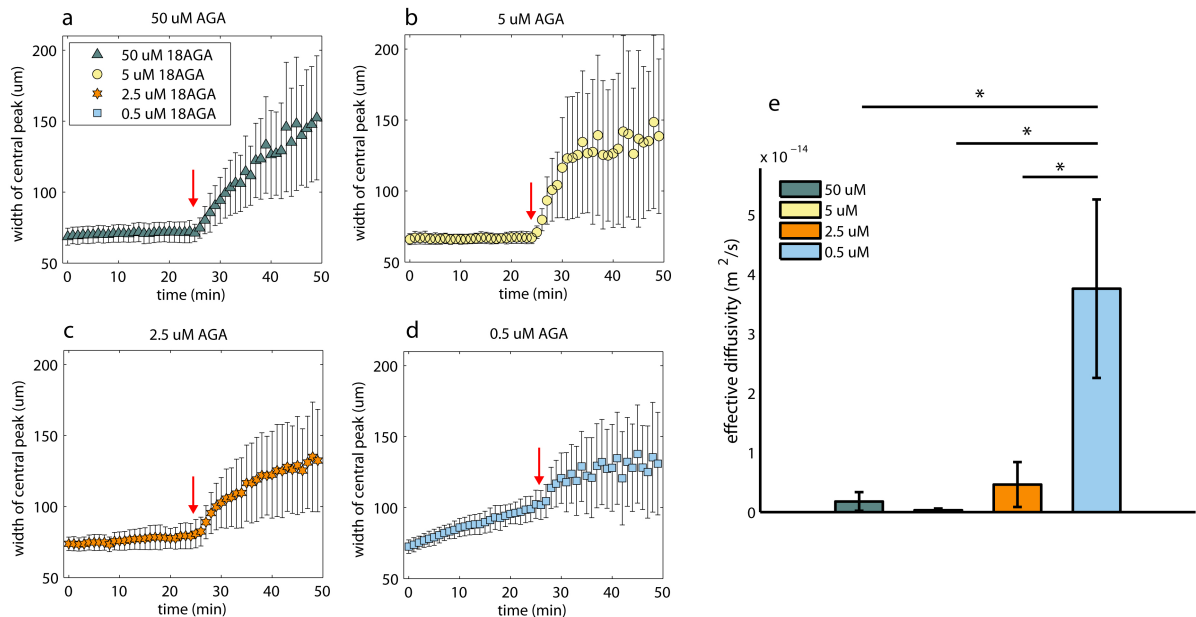 a
50 uM AGA
200
150
100
50
0
10
20
30
40
50
width of central peak (um)
time (min)
50 uM 18AGA
5 uM 18AGA
2.5 uM 18AGA
0.5 uM 18AGA
b
5 uM AGA
200
150
100
50
0
10
20
30
40
50
width of central peak (um)
time (min)
c
2.5 uM AGA
200
150
100
50
0
10
20
30
40
50
width of central peak (um)
time (min)
d
0.5 uM AGA
200
150
100
50
0
10
20
30
40
50
width of central peak (um)
time (min)
e
*
*
*
x 10⁻¹⁴
50 uM
5 uM
2.5 uM
0.5 uM
5
4
3
2
1
0
effective diffusivity (m²/s)